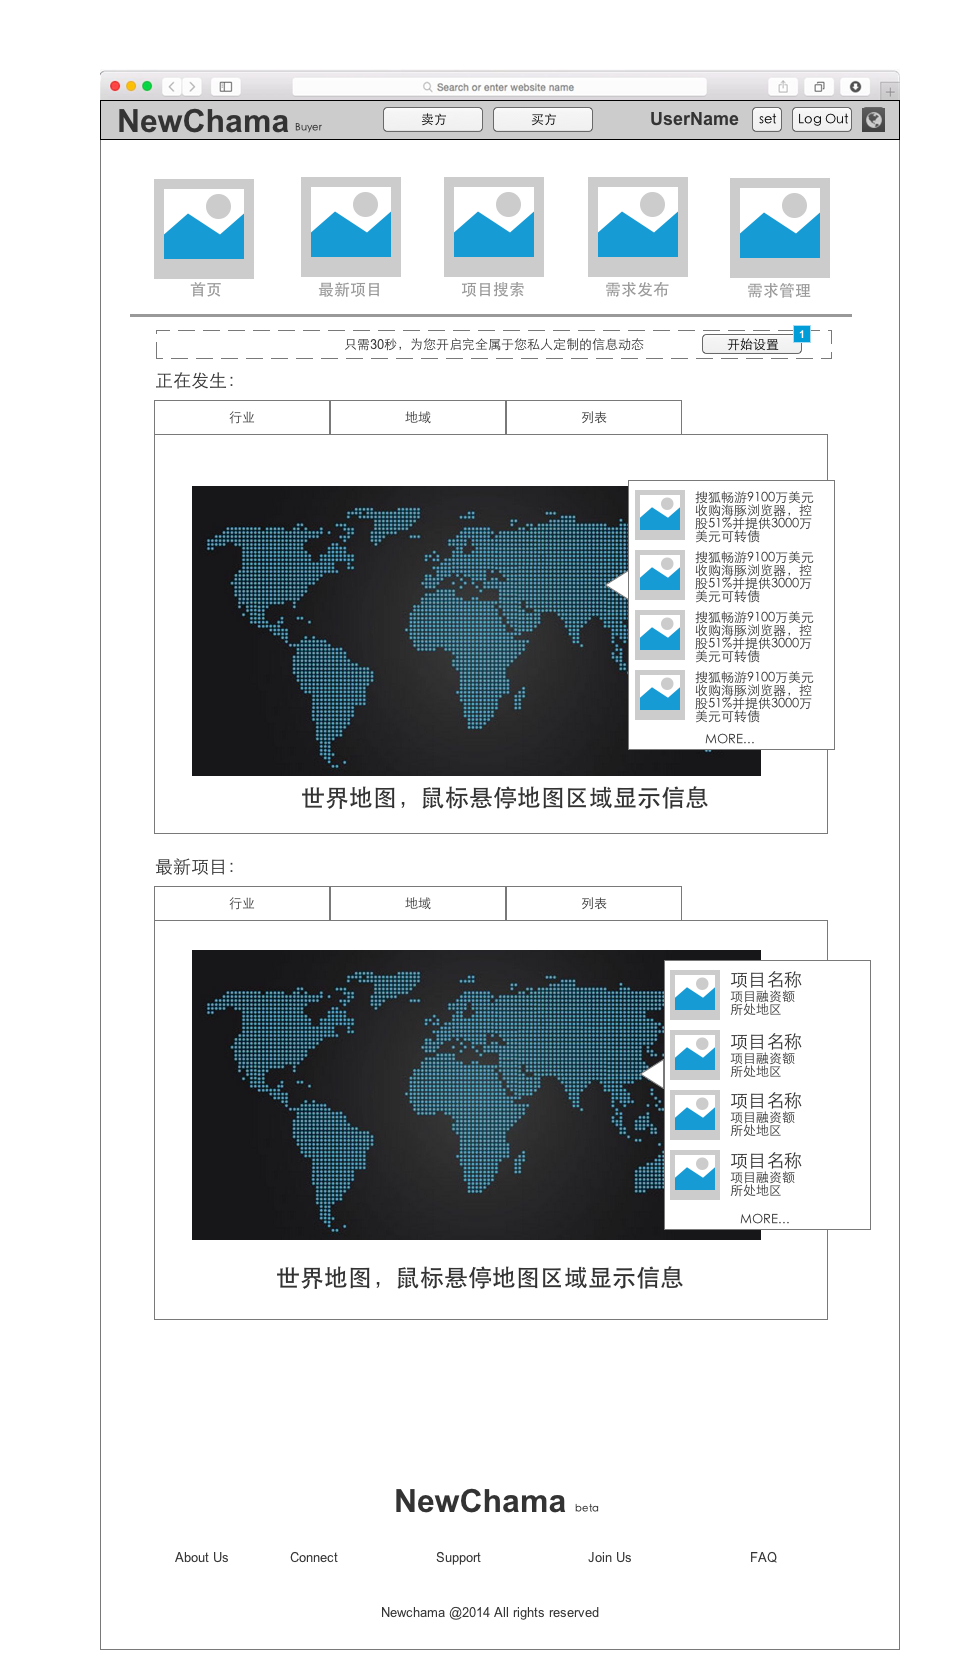 Search or enter website name
NewChama Buyer
卖方
买方
UserName
set
Log Out
首页
最新项目
项目搜索
需求发布
需求管理
只需30秒，为您开启完全属于您私人定制的信息动态
开始设置
1
正在发生：
行业
地域
列表
搜狐畅游9100万美元
收购海豚浏览器，控
股51%并提供3000万
美元可转债
搜狐畅游9100万美元
收购海豚浏览器，控
股51%并提供3000万
美元可转债
搜狐畅游9100万美元
收购海豚浏览器，控
股51%并提供3000万
美元可转债
搜狐畅游9100万美元
收购海豚浏览器，控
股51%并提供3000万
美元可转债
MORE...
世界地图，鼠标悬停地图区域显示信息
最新项目：
行业
地域
列表
项目名称
项目融资额
所处地区
项目名称
项目融资额
所处地区
项目名称
项目融资额
所处地区
项目名称
项目融资额
所处地区
MORE...
世界地图，鼠标悬停地图区域显示信息
NewChama beta
About Us
Connect
Support
Join Us
FAQ
Newchama @2014 All rights reserved